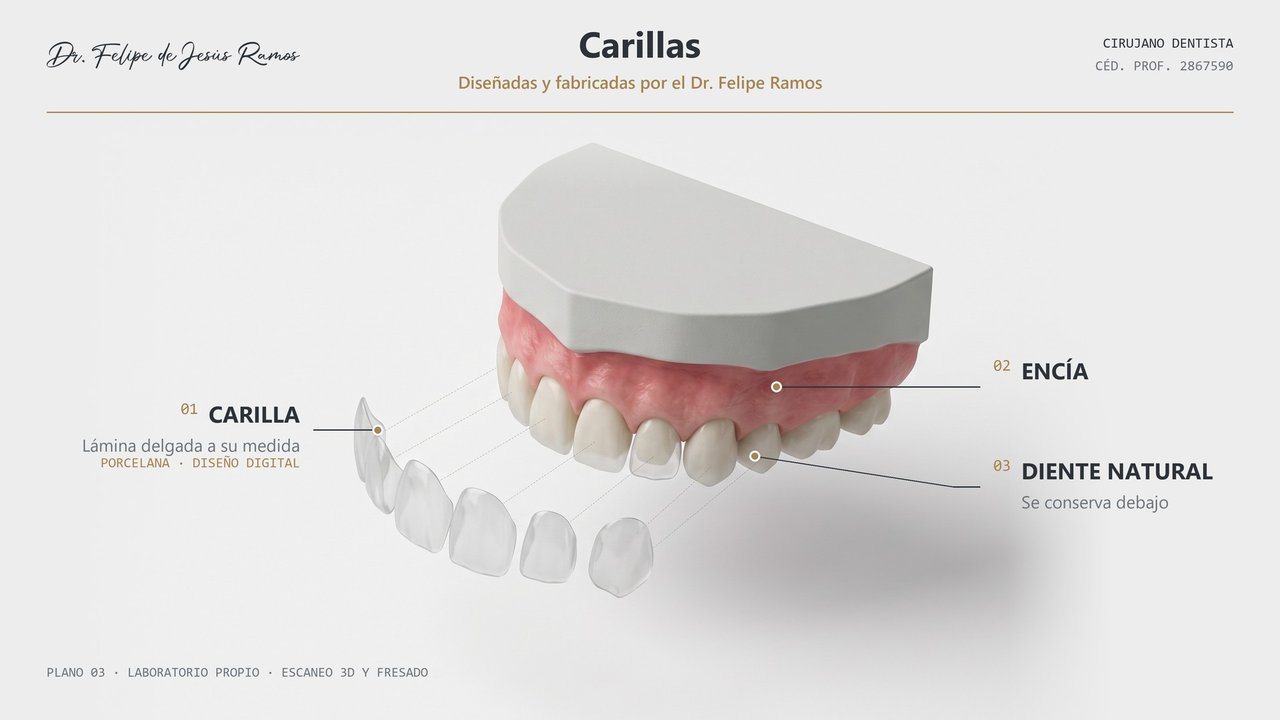 Dr. Felipe de Jesús Ramos
Carillas
Diseñadas y fabricadas por el Dr. Felipe Ramos
CIRUJANO DENTISTA
CÉD. PROF. 2867590
01 CARILLA
Lámina delgada a su medida
PORCELANA · DISEÑO DIGITAL
02 ENCÍA
03 DIENTE NATURAL
Se conserva debajo
PLANO 03 · LABORATORIO PROPIO · ESCANEO 3D Y FRESADO